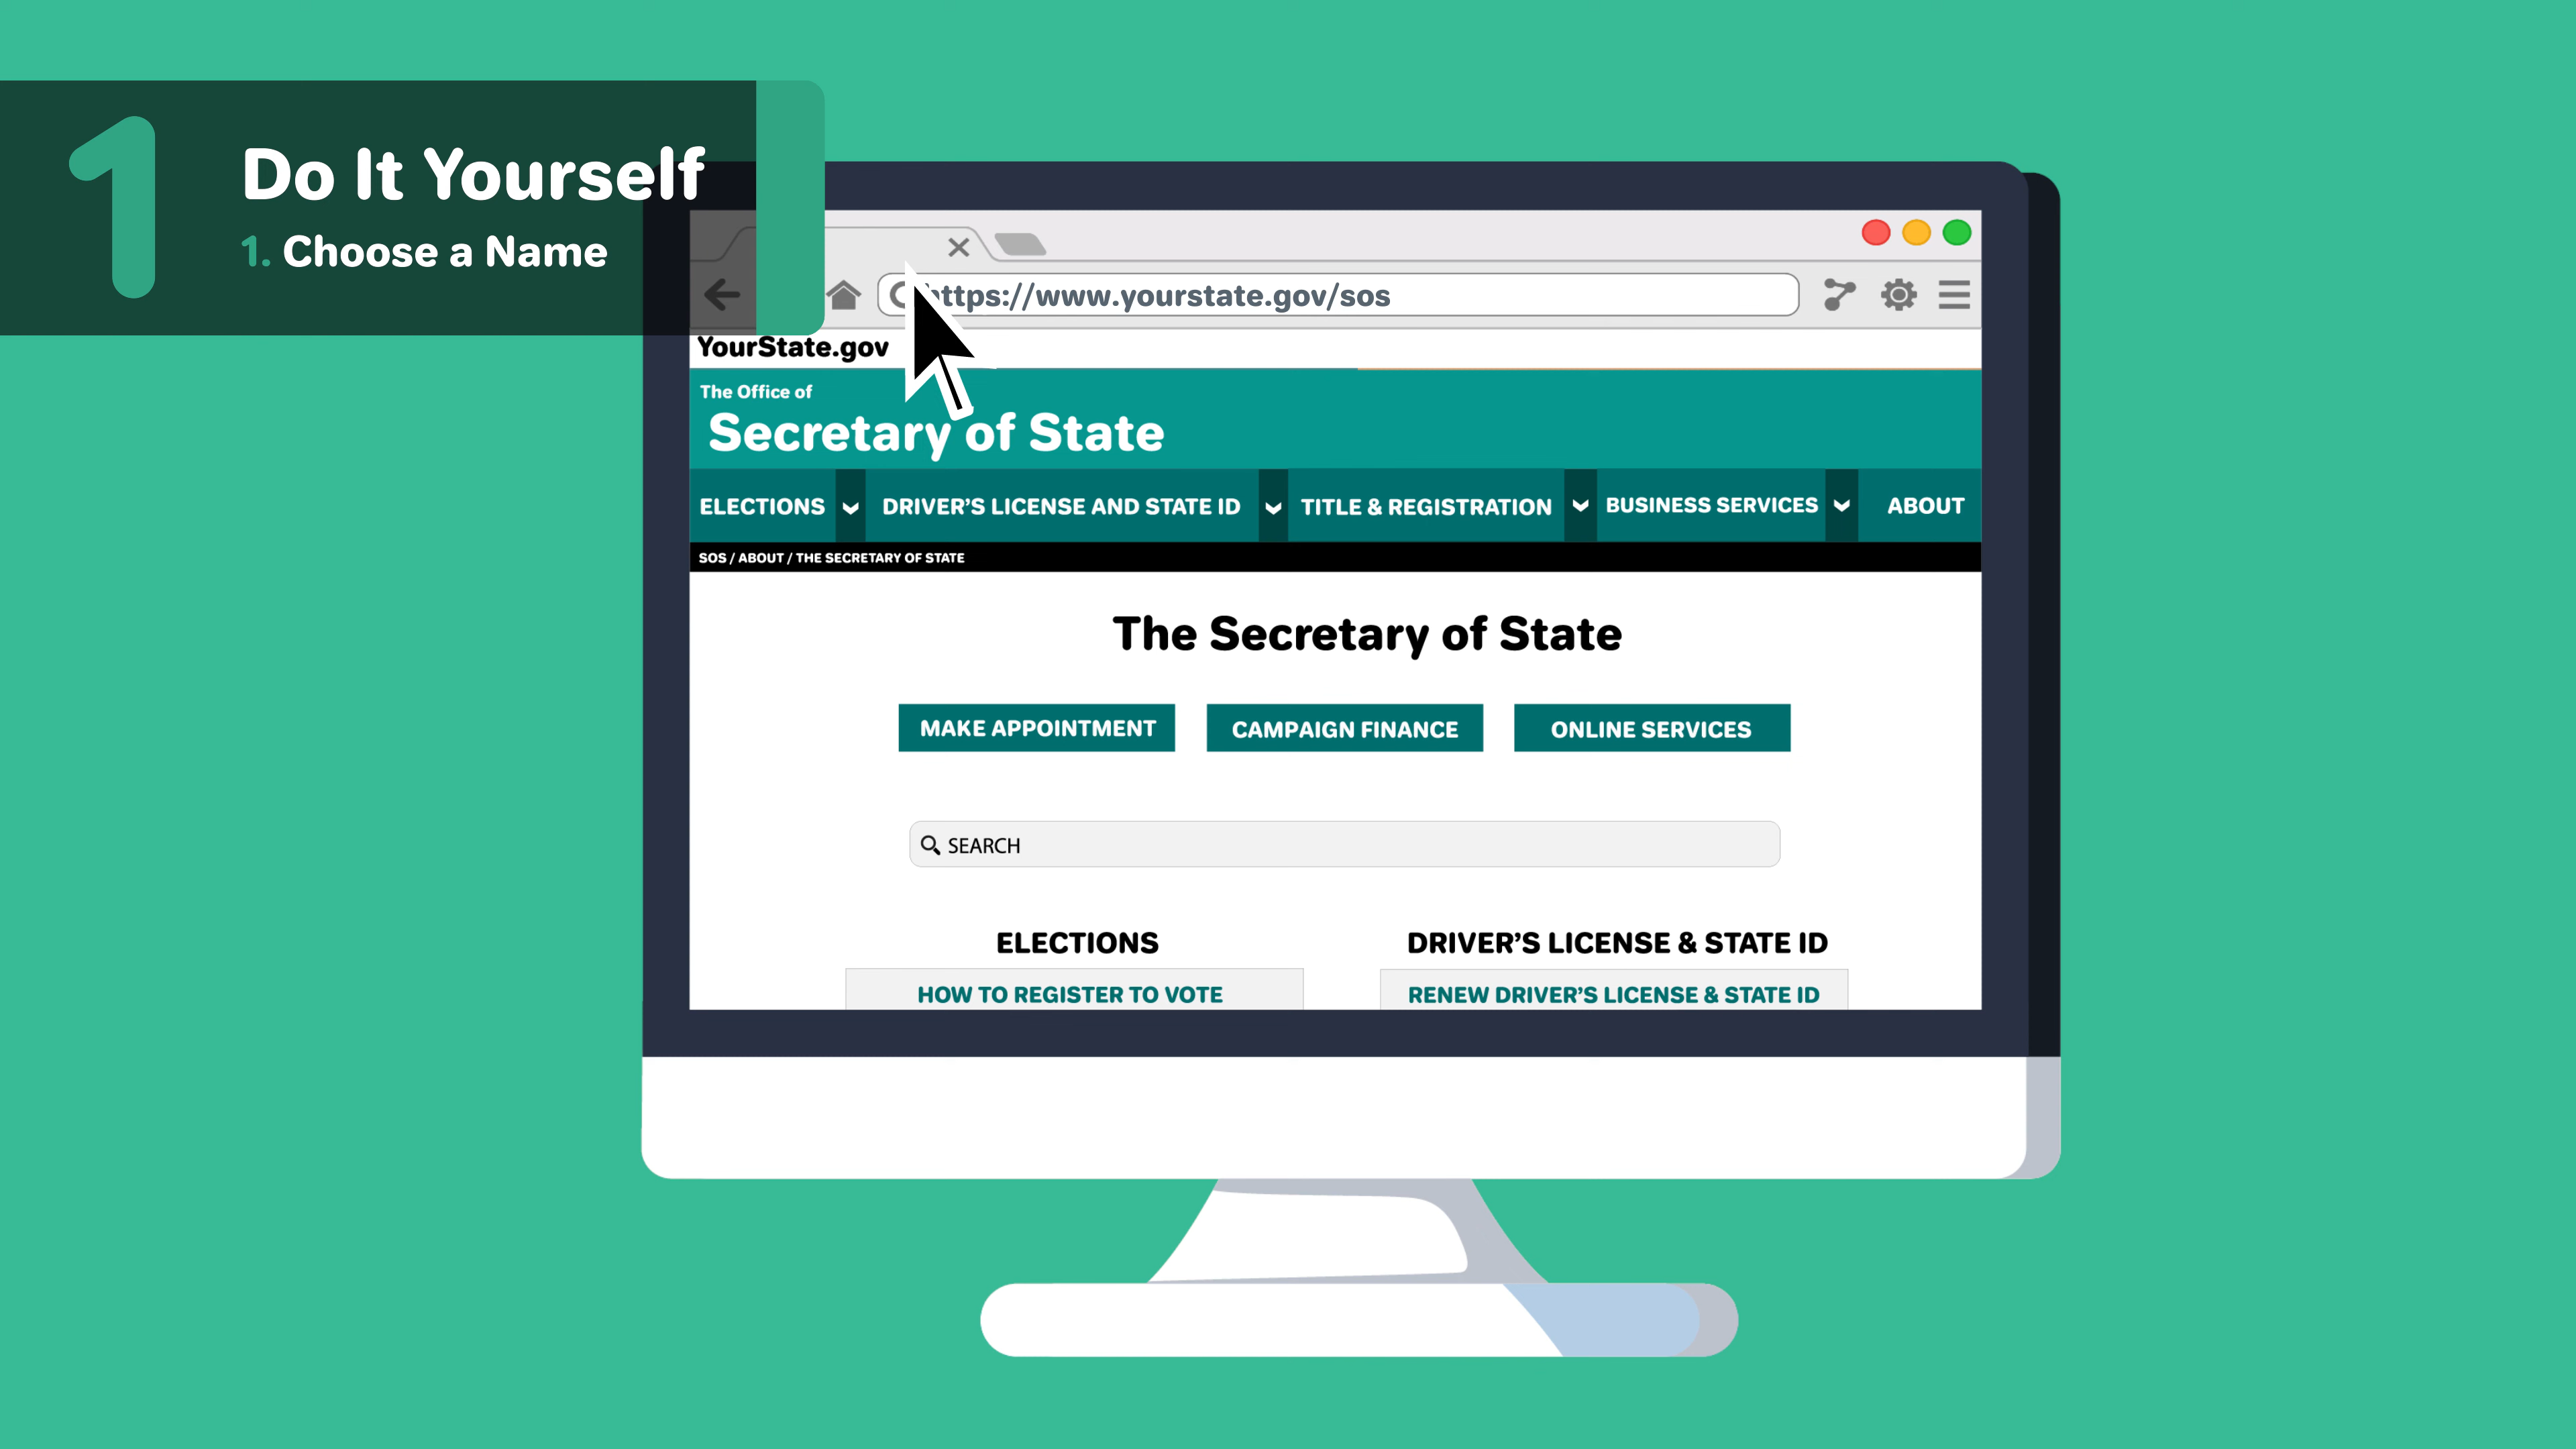 1
Do It Yourself
1. Choose a Name
https://www.yourstate.gov/sos
YourState.gov
The Office of
Secretary of State
ELECTIONS DRIVER'S LICENSE AND STATE ID TITLE & REGISTRATION BUSINESS SERVICES ABOUT
SOS / ABOUT / THE SECRETARY OF STATE
The Secretary of State
MAKE APPOINTMENT CAMPAIGN FINANCE ONLINE SERVICES
SEARCH
ELECTIONS DRIVER'S LICENSE & STATE ID
HOW TO REGISTER TO VOTE RENEW DRIVER'S LICENSE & STATE ID